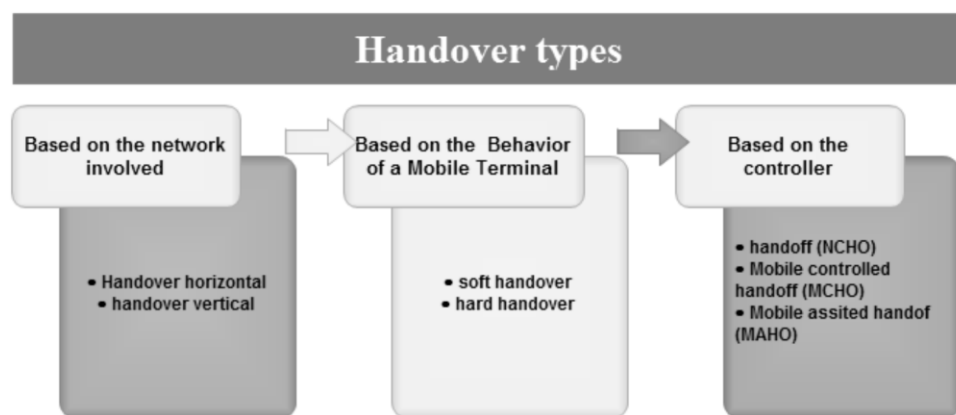 Handover types
Based on the network
involved
• Handover horizontal
• handover vertical
Based on the Behavior
of a Mobile Terminal
• soft handover
• hard handover
Based on the
controller
• handoff (NCHO)
• Mobile controlled
handoff (MCHO)
• Mobile assited handof
(MAHO)